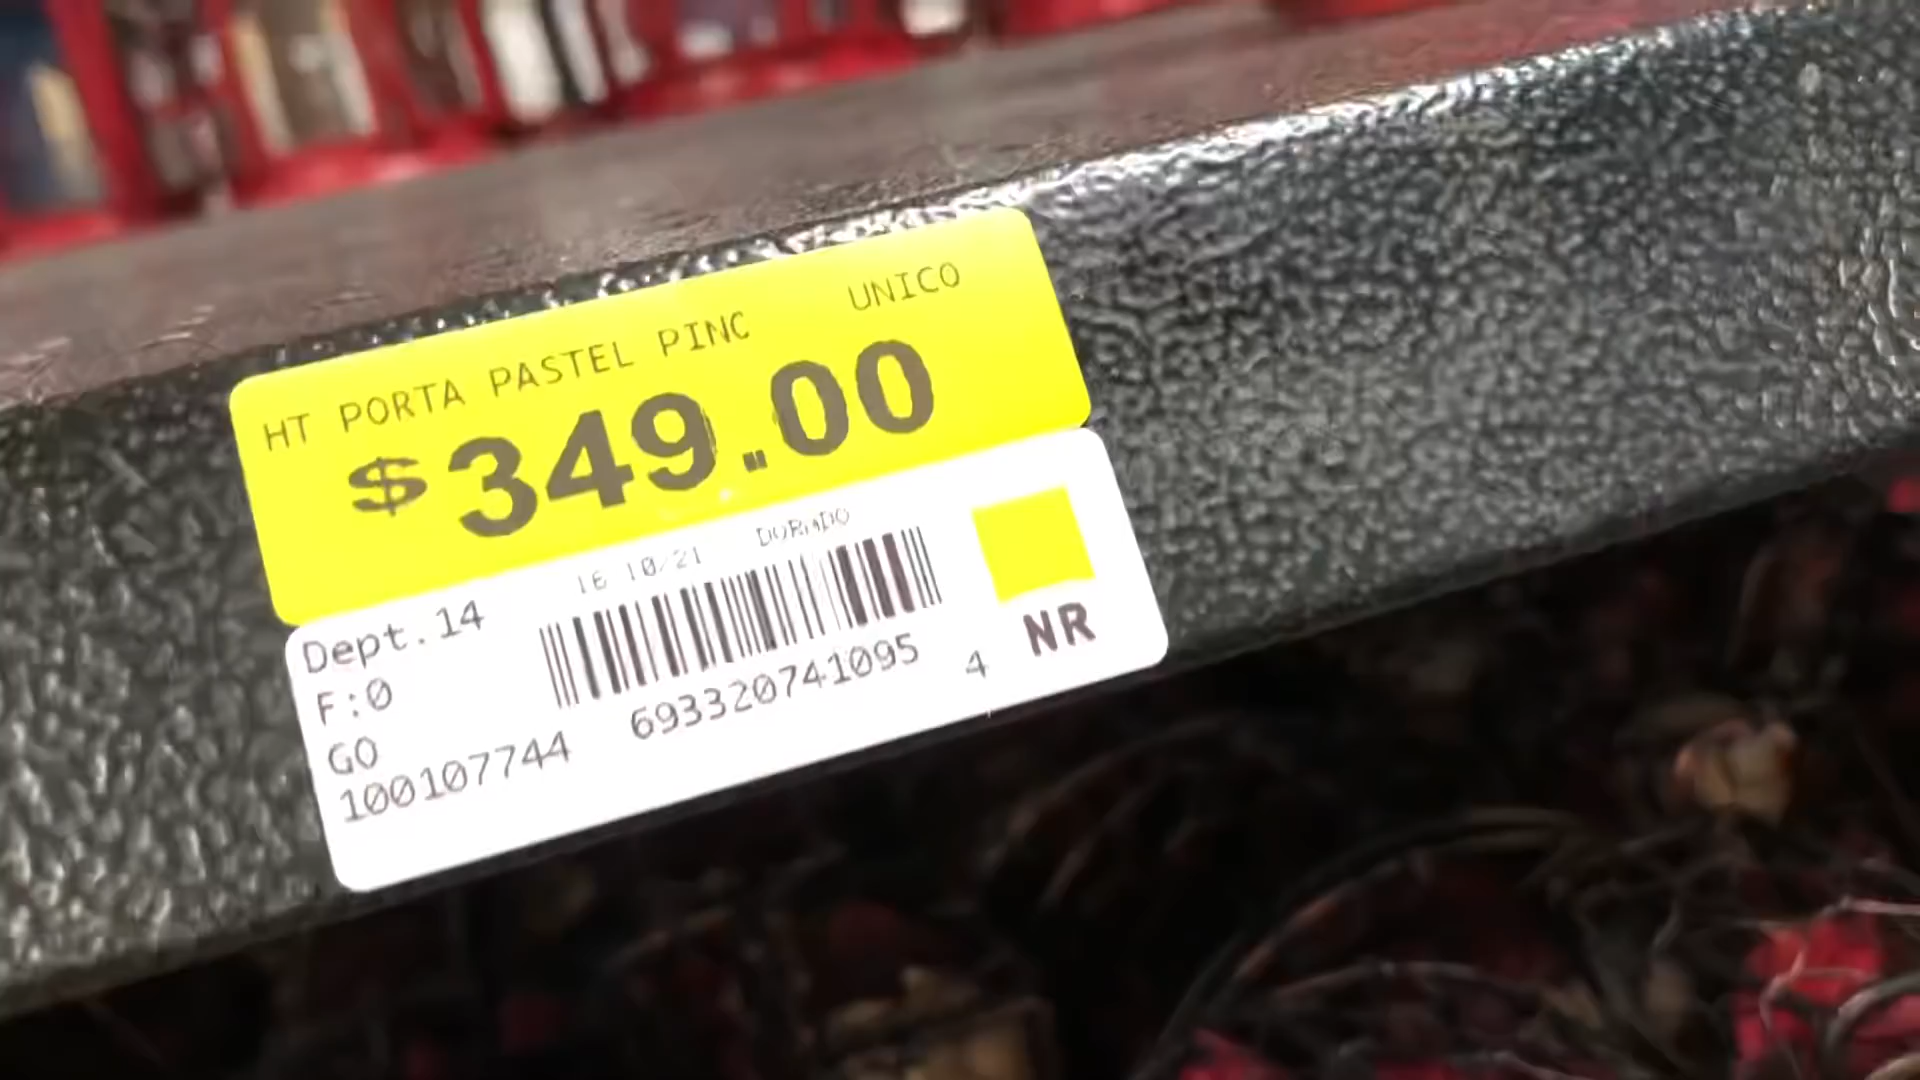 HT PORTA PASTEL PINC UNICO
$349.00
16/10/21 DORADO
Dept.14
F:0
GO
100107744
693320741095 4
NR